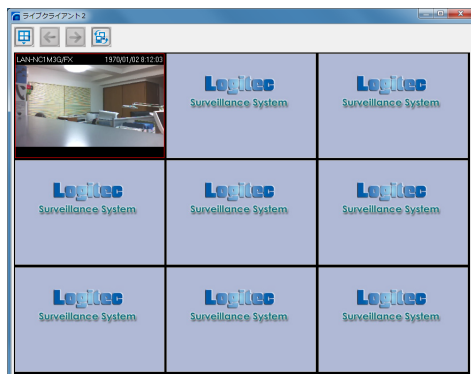 ライブクライアント2
LAN-NC1M3G/FX 1970/01/02 8:12:03
Logitec Logitec
Surveillance System Surveillance System
Logitec Logitec Logitec
Surveillance System Surveillance System Surveillance System
Logitec Logitec Logitec
Surveillance System Surveillance System Surveillance System